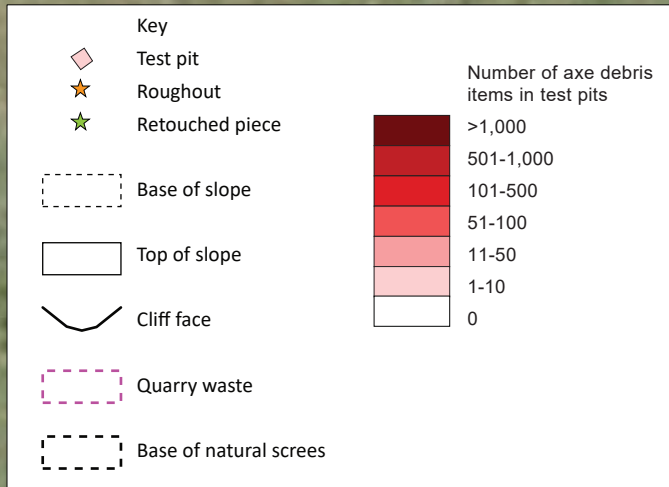 Key
Test pit
Roughout
Retouched piece
Base of slope
Top of slope
Cliff face
Quarry waste
Base of natural screes
Number of axe debris
items in test pits
>1,000
501-1,000
101-500
51-100
11-50
1-10
0